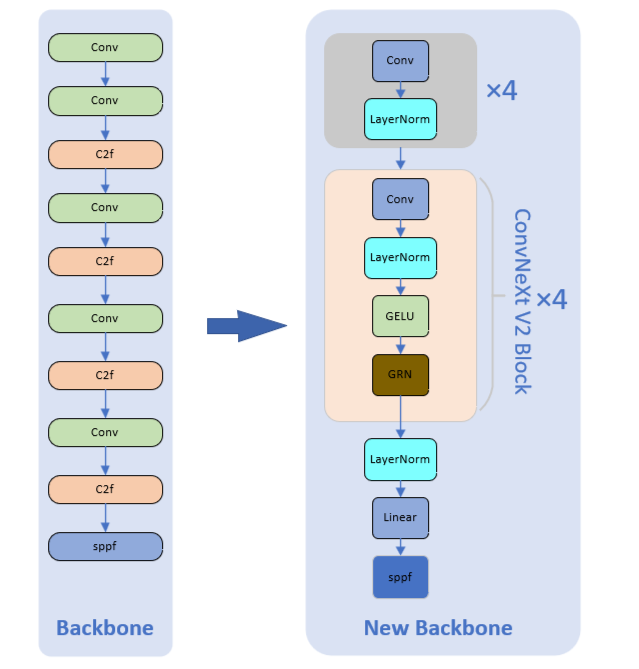 Conv
Conv
C2f
Conv
C2f
Conv
C2f
Conv
C2f
sppf
Backbone
Conv
LayerNorm
×4
Conv
LayerNorm
GELU
GRN
ConvNeXt V2 Block
×4
LayerNorm
Linear
sppf
New Backbone